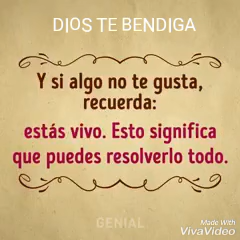 DIOS TE BENDIGA
Y si algo no te gusta,
recuerda:
estás vivo. Esto significa
que puedes resolverlo todo.
GENIAL
Made With
VivaVideo